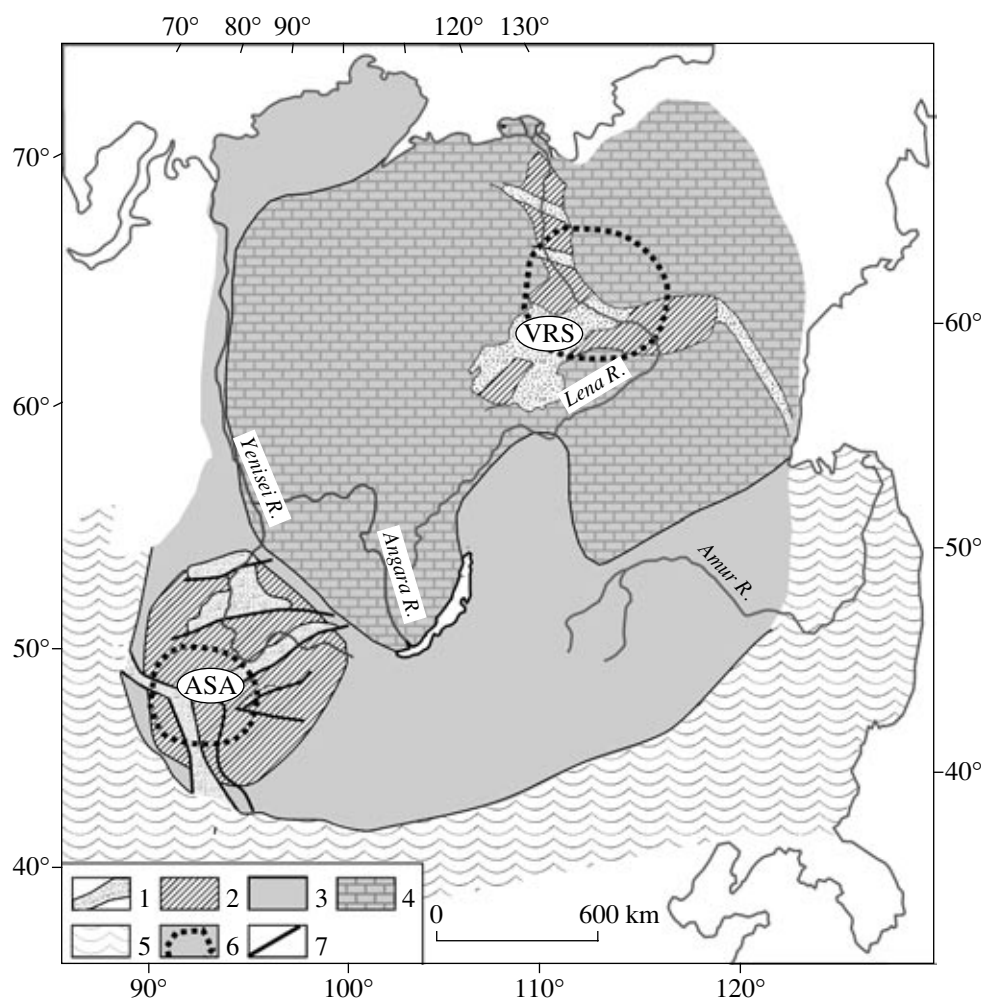 70° 80° 90° 120° 130°
70°
60°
VRS
Lena R.
60°
Yenisei R.
Angara R.
Amur R.
50°
50°
ASA
40°
40°
1 2 3 4
0 600 km
5 6 7
90° 100° 110° 120°